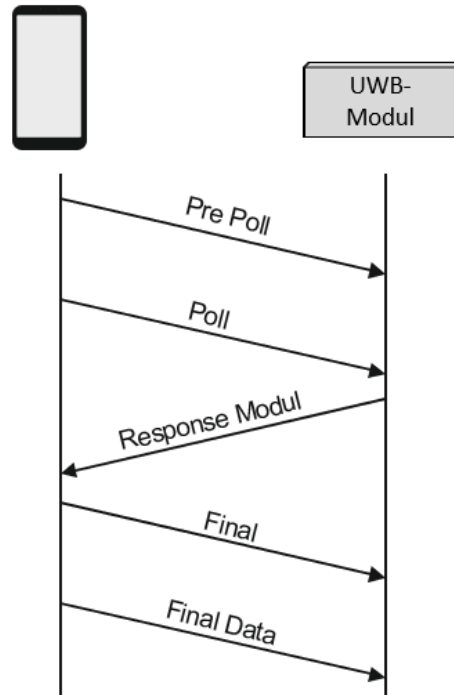 UWB-
Modul
Pre Poll
Poll
Response Modul
Final
Final Data